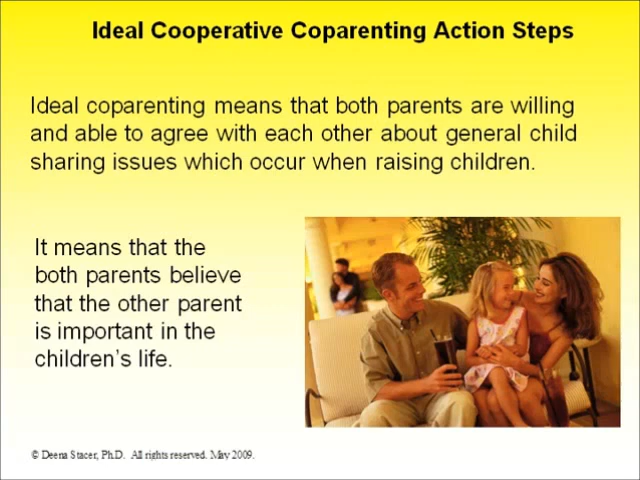 Ideal Cooperative Coparenting Action Steps
Ideal coparenting means that both parents are willing
and able to agree with each other about general child
sharing issues which occur when raising children.
It means that the
both parents believe
that the other parent
is important in the
children's life.
© Deena Stacer, Ph.D.  All rights reserved. May 2009.